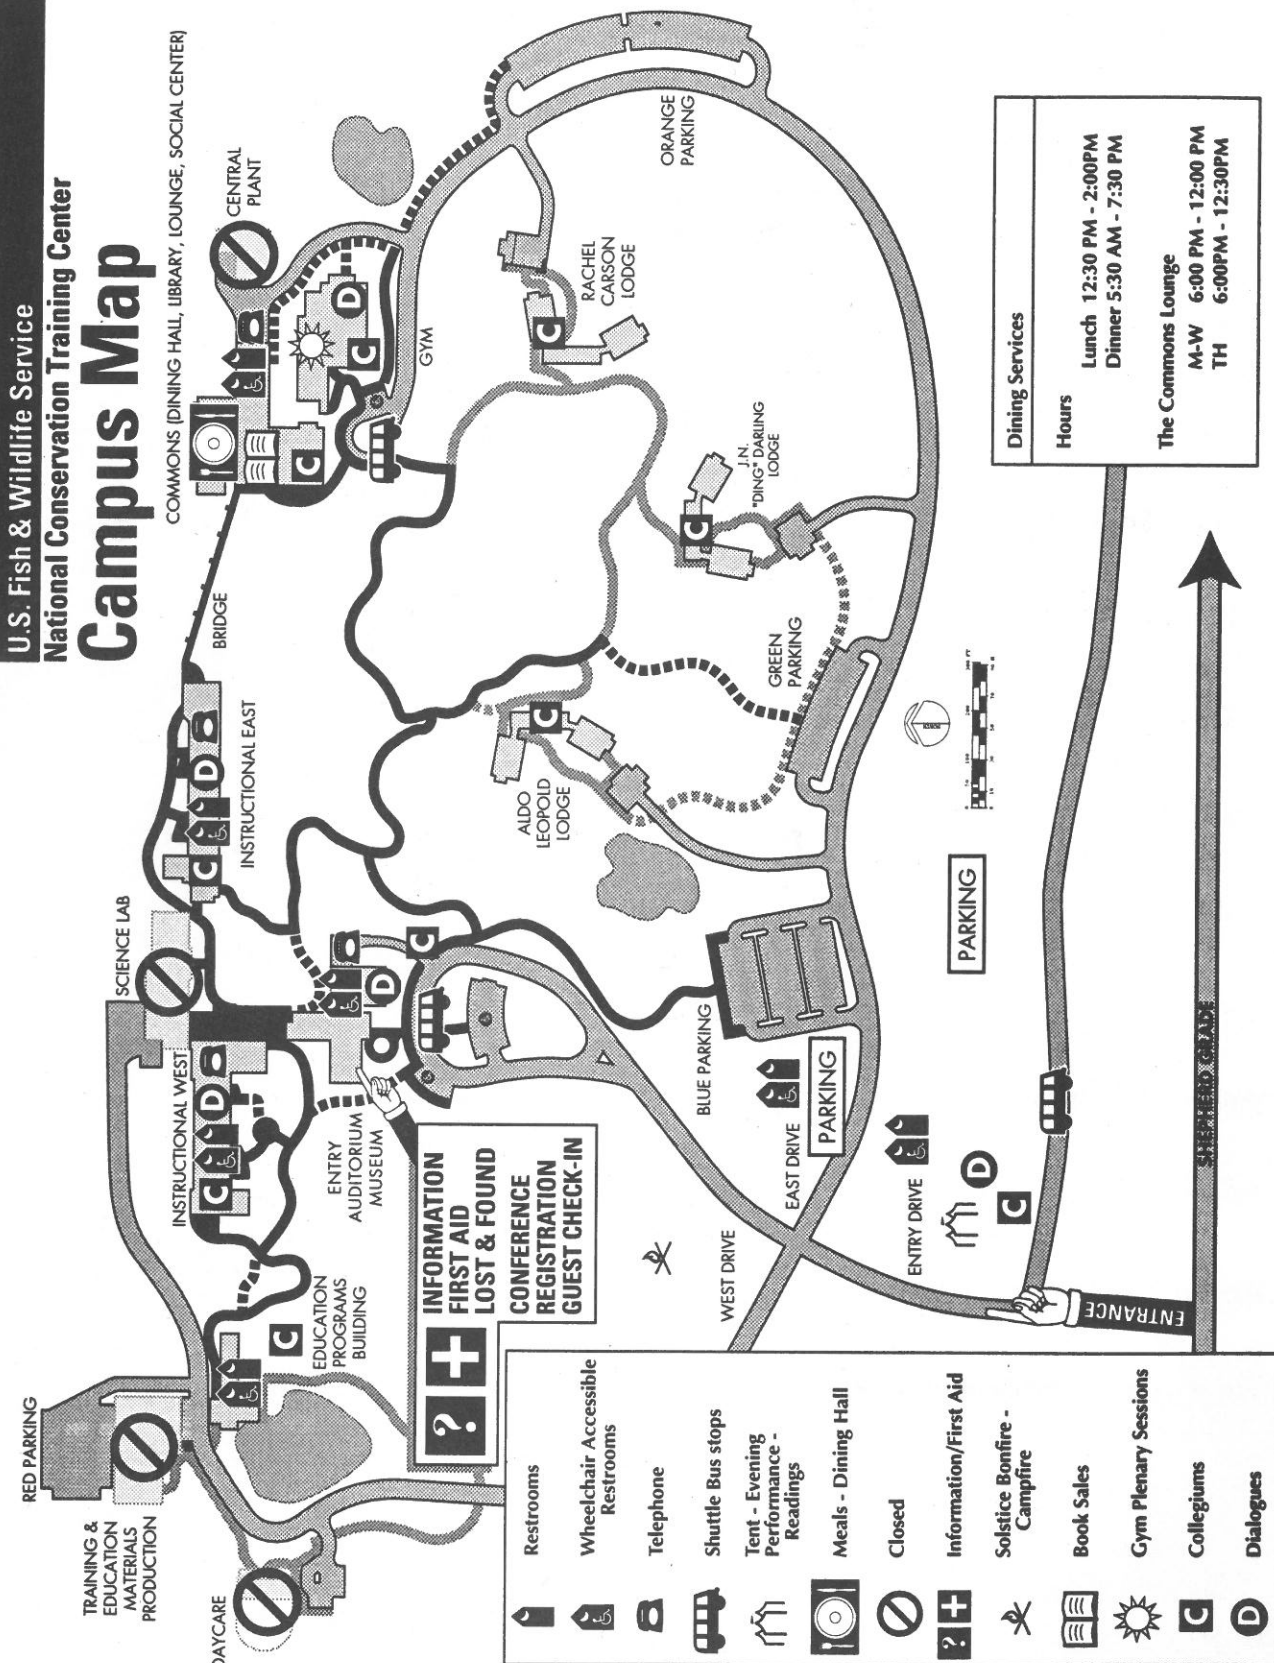 U.S. Fish & Wildlife Service
National Conservation Training Center
Campus Map
COMMONS (DINING HALL, LIBRARY, LOUNGE, SOCIAL CENTER)
CENTRAL
PLANT
GYM
ORANGE
PARKING
RACHEL
CARSON
LODGE
J.N.
"DING" DARLING
LODGE
BRIDGE
GREEN
PARKING
INSTRUCTIONAL EAST
ALDO
LEOPOLD
LODGE
SCIENCE LAB
BLUE PARKING
PARKING
PARKING
INSTRUCTIONAL WEST
ENTRY
AUDITORIUM
MUSEUM
EAST DRIVE
WEST DRIVE
ENTRY DRIVE
SHEPHERD GRADE
ENTRANCE
EDUCATION
PROGRAMS
BUILDING
RED PARKING
TRAINING &
EDUCATION
MATERIALS
PRODUCTION
DAYCARE
INFORMATION
FIRST AID
LOST & FOUND
CONFERENCE
REGISTRATION
GUEST CHECK-IN
? +
C
D
Dining Services
Hours
Lunch 12:30 PM - 2:00PM
Dinner 5:30 AM - 7:30 PM
The Commons Lounge
M-W 6:00 PM - 12:00 PM
TH 6:00PM - 12:30PM
Restrooms
Wheelchair Accessible
Restrooms
Telephone
Shuttle Bus stops
Tent - Evening
Performance -
Readings
Meals - Dining Hall
Closed
? + Information/First Aid
Solstice Bonfire -
Campfire
Book Sales
Gym Plenary Sessions
C Collegiums
D Dialogues